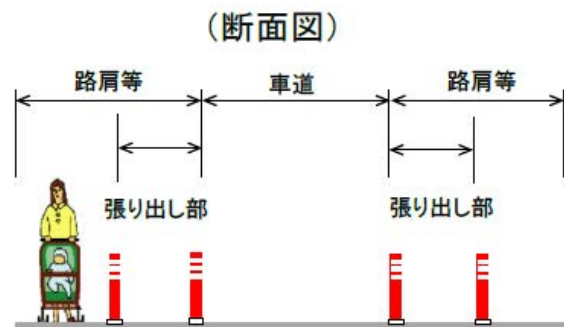 （断面図）
路肩等
車道
路肩等
張り出し部
張り出し部